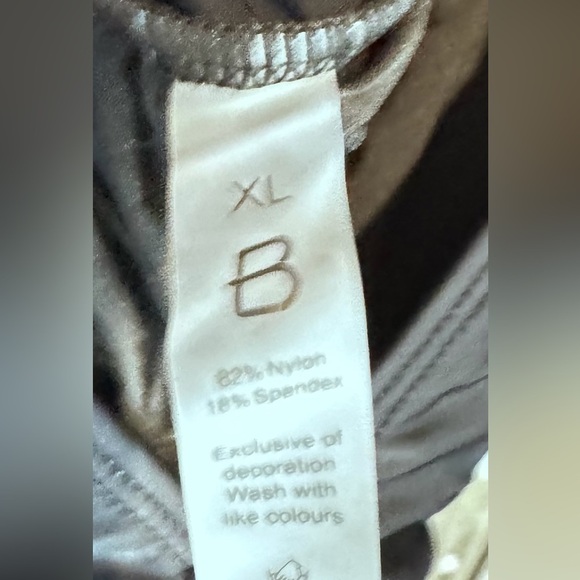 XL
B
82% Nylon
18% Spandex
Exclusive of
decoration
Wash with
like colours